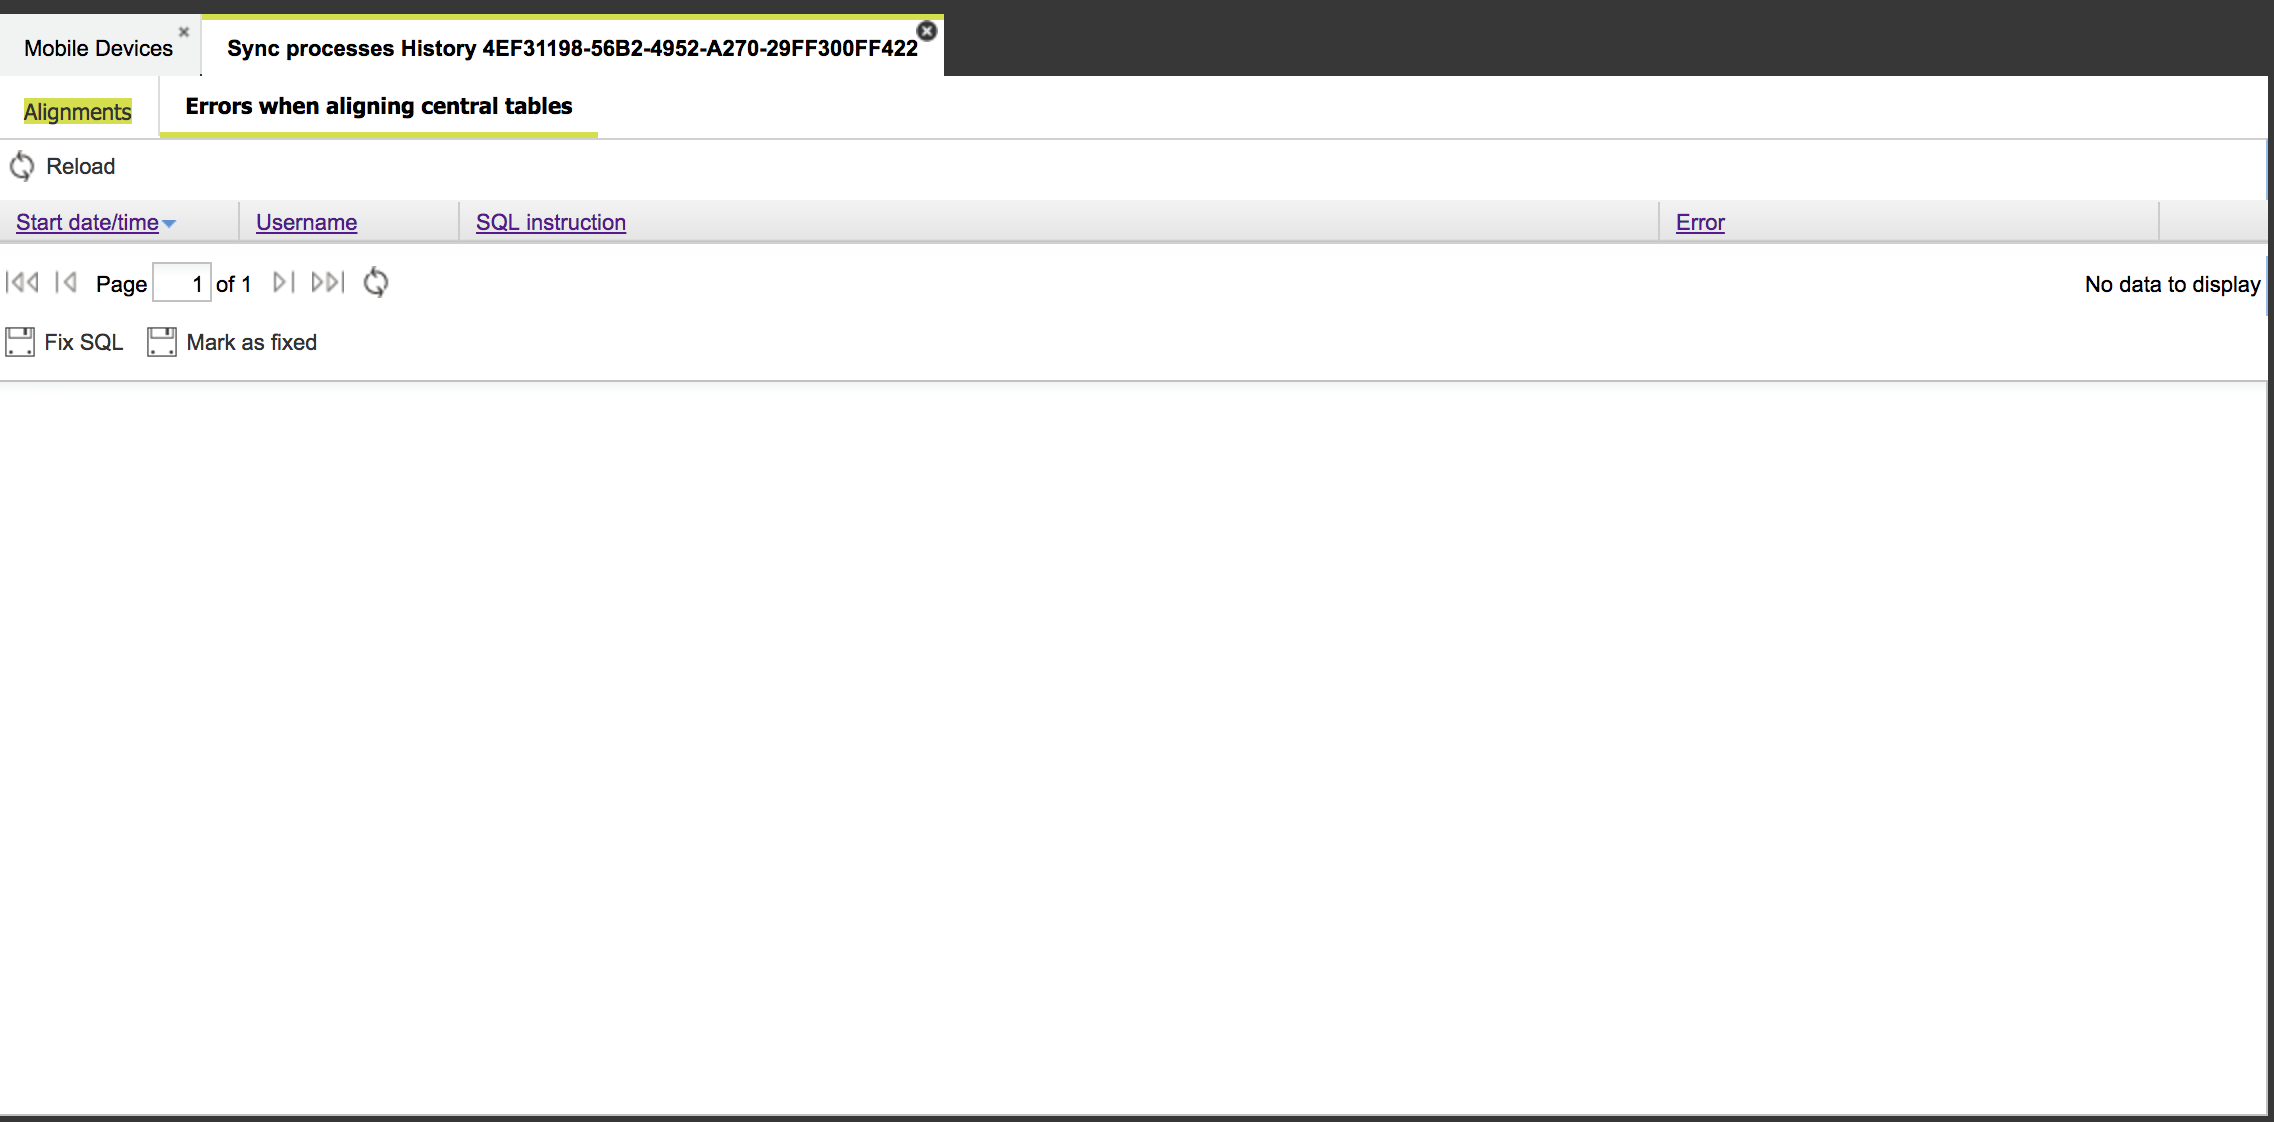 Mobile Devices
Sync processes History 4EF31198-56B2-4952-A270-29FF300FF422
Alignments
Errors when aligning central tables
Reload
Start date/time Username SQL instruction Error
Page 1 of 1 No data to display
Fix SQL Mark as fixed